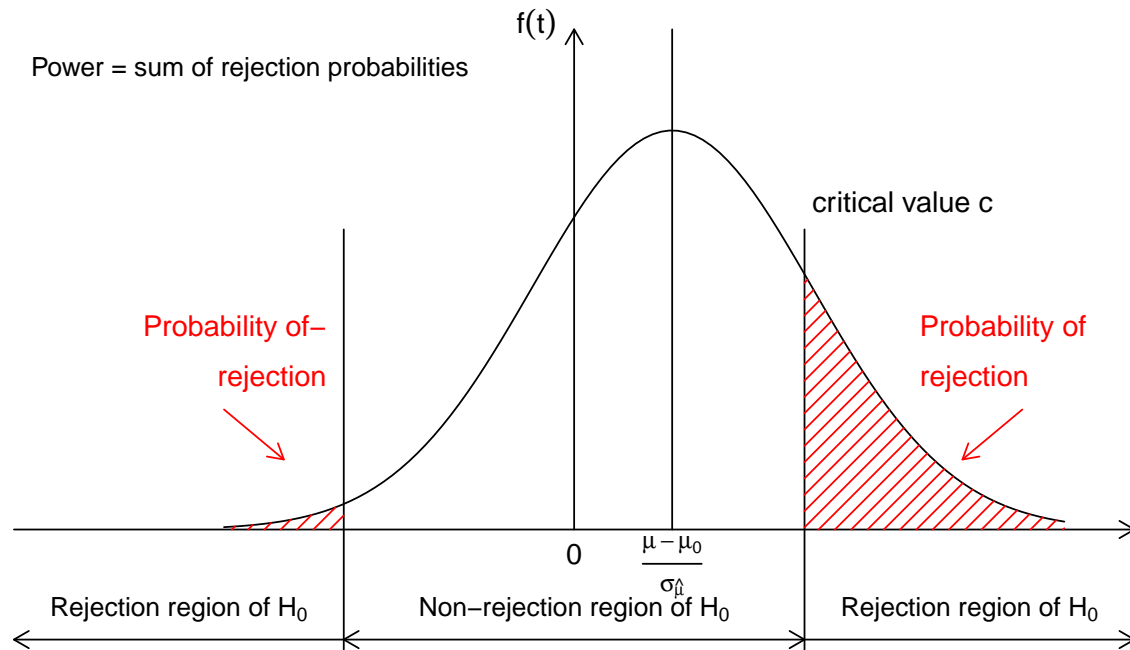 f(t)
Power = sum of rejection probabilities
critical value c
Probability of−
rejection
Probability of
rejection
0
μ − μ₀
σ_μ̂
Rejection region of H₀
Non−rejection region of H₀
Rejection region of H₀